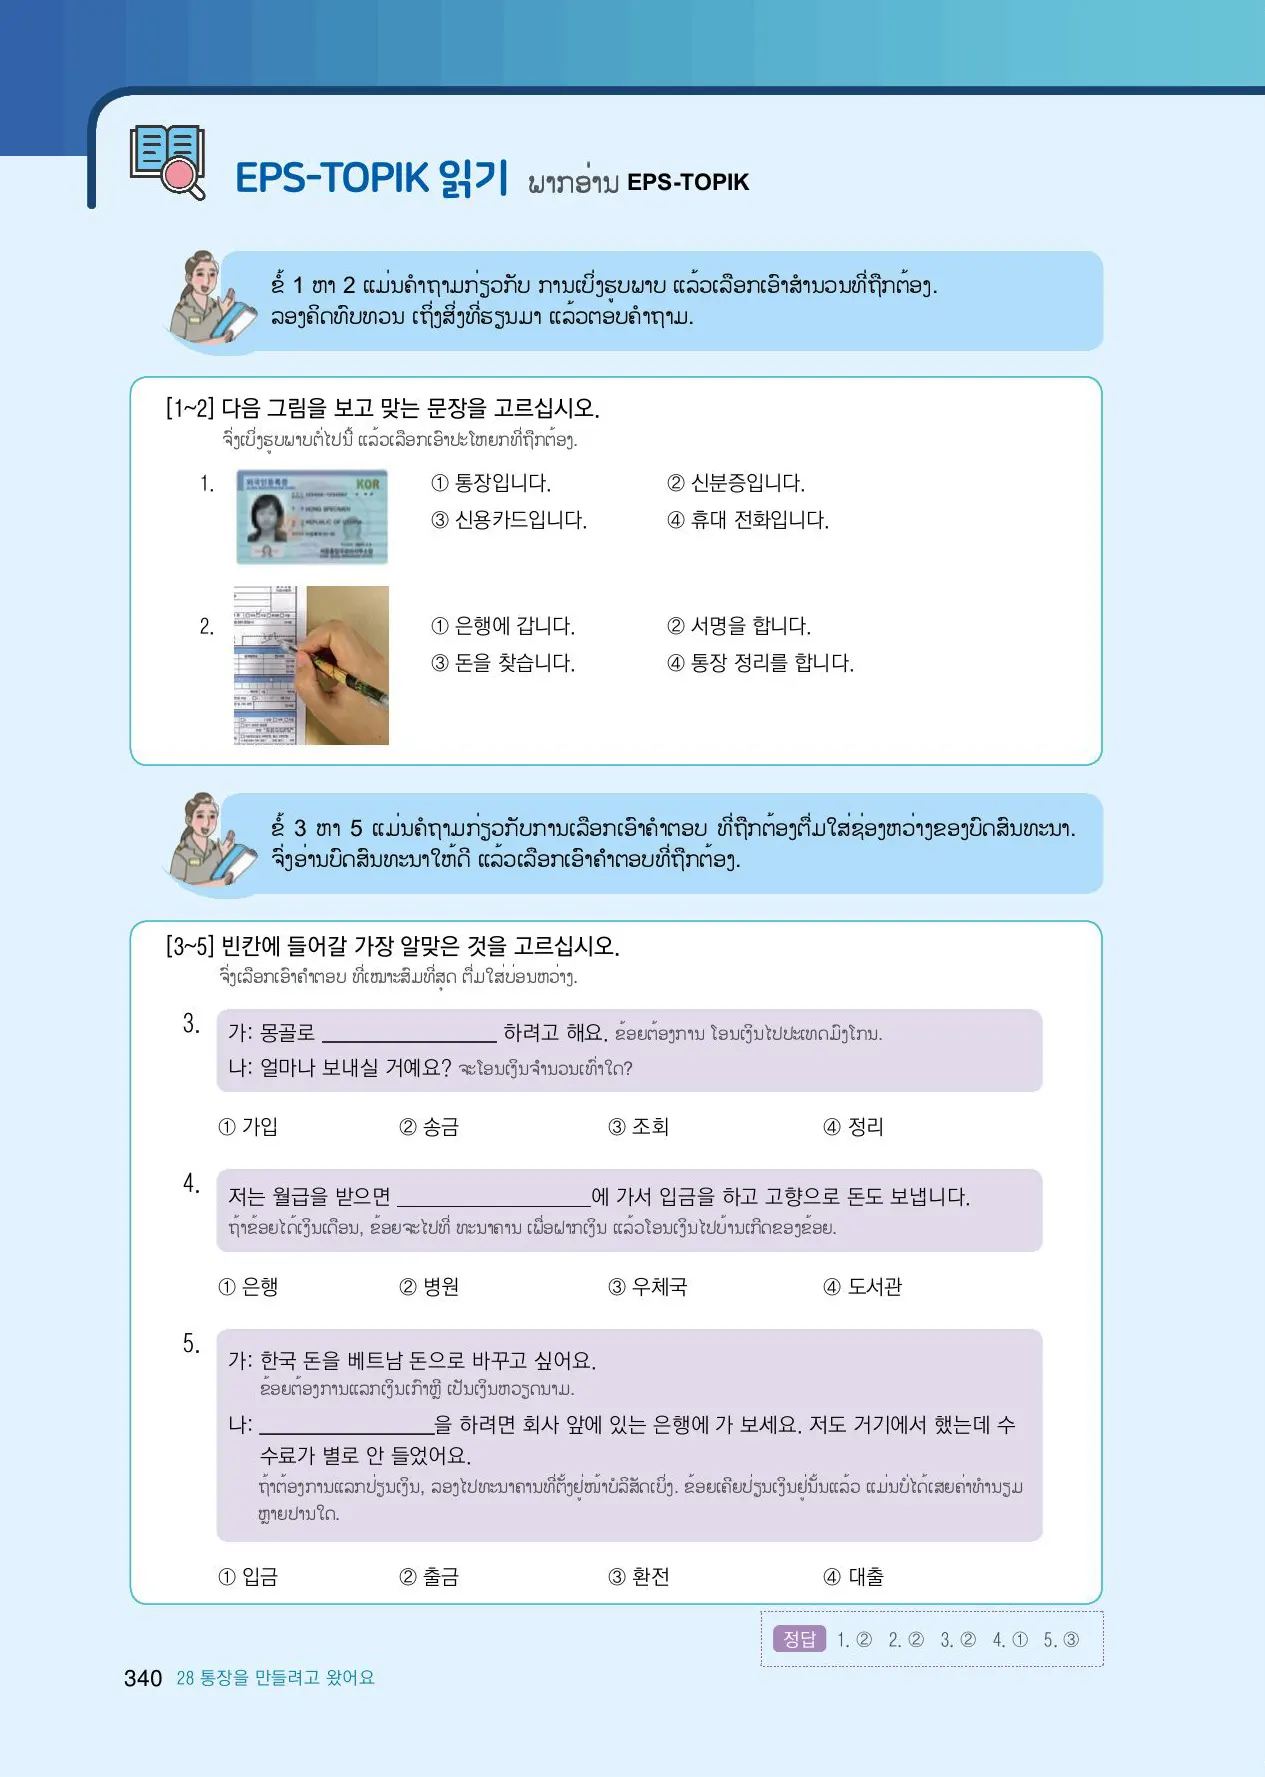 EPS-TOPIK 읽기 ພາກອ່ານ EPS-TOPIK
ຂໍ້ 1 ຫາ 2 ແມ່ນຄຳຖາມກ່ຽວກັບ ການເບິ່ງຮູບພາບ ແລ້ວເລືອກເອົາສຳນວນທີ່ຖືກຕ້ອງ.
ລອງຄິດທົບທວນ ເຖິ່ງສິ່ງທີ່ຮຽນມາ ແລ້ວຕອບຄຳຖາມ.
[1~2] 다음 그림을 보고 맞는 문장을 고르십시오.
ຈົ່ງເບິ່ງຮູບພາບຕໍ່ໄປນີ້ ແລ້ວເລືອກເອົາປະໂຫຍກທີ່ຖືກຕ້ອງ.
1.
외국인등록증 KOR
① 통장입니다. ② 신분증입니다.
③ 신용카드입니다. ④ 휴대 전화입니다.
2.
① 은행에 갑니다. ② 서명을 합니다.
③ 돈을 찾습니다. ④ 통장 정리를 합니다.
ຂໍ້ 3 ຫາ 5 ແມ່ນຄຳຖາມກ່ຽວກັບການເລືອກເອົາຄຳຕອບ ທີ່ຖືກຕ້ອງຕື່ມໃສ່ຊ່ອງຫວ່າງຂອງບົດສົນທະນາ.
ຈົ່ງອ່ານບົດສົນທະນາໃຫ້ດີ ແລ້ວເລືອກເອົາຄຳຕອບທີ່ຖືກຕ້ອງ.
[3~5] 빈칸에 들어갈 가장 알맞은 것을 고르십시오.
ຈົ່ງເລືອກເອົາຄຳຕອບ ທີ່ເໝາະສົມທີ່ສຸດ ຕື່ມໃສ່ບ່ອນຫວ່າງ.
3.
가: 몽골로 ________________ 하려고 해요. ຂ້ອຍຕ້ອງການ ໂອນເງິນໄປປະເທດມົງໂກນ.
나: 얼마나 보내실 거예요? ຈະໂອນເງິນຈຳນວນເທົ່າໃດ?
① 가입 ② 송금 ③ 조회 ④ 정리
4.
저는 월급을 받으면 __________________에 가서 입금을 하고 고향으로 돈도 보냅니다.
ຖ້າຂ້ອຍໄດ້ເງິນເດືອນ, ຂ້ອຍຈະໄປທີ່ ທະນາຄານ ເພື່ອຝາກເງິນ ແລ້ວໂອນເງິນໄປບ້ານເກີດຂອງຂ້ອຍ.
① 은행 ② 병원 ③ 우체국 ④ 도서관
5.
가: 한국 돈을 베트남 돈으로 바꾸고 싶어요.
ຂ້ອຍຕ້ອງການແລກເງິນເກົາຫຼີ ເປັນເງິນຫວຽດນາມ.
나: ________________을 하려면 회사 앞에 있는 은행에 가 보세요. 저도 거기에서 했는데 수
수료가 별로 안 들었어요.
ຖ້າຕ້ອງການແລກປ່ຽນເງິນ, ລອງໄປທະນາຄານທີ່ຕັ້ງຢູ່ໜ້າບໍລິສັດເບິ່ງ. ຂ້ອຍເຄີຍປ່ຽນເງິນຢູ່ນັ້ນແລ້ວ ແມ່ນບໍ່ໄດ້ເສຍຄ່າທຳນຽມ
ຫຼາຍປານໃດ.
① 입금 ② 출금 ③ 환전 ④ 대출
정답 1. ② 2. ② 3. ② 4. ① 5. ③
340 28 통장을 만들려고 왔어요